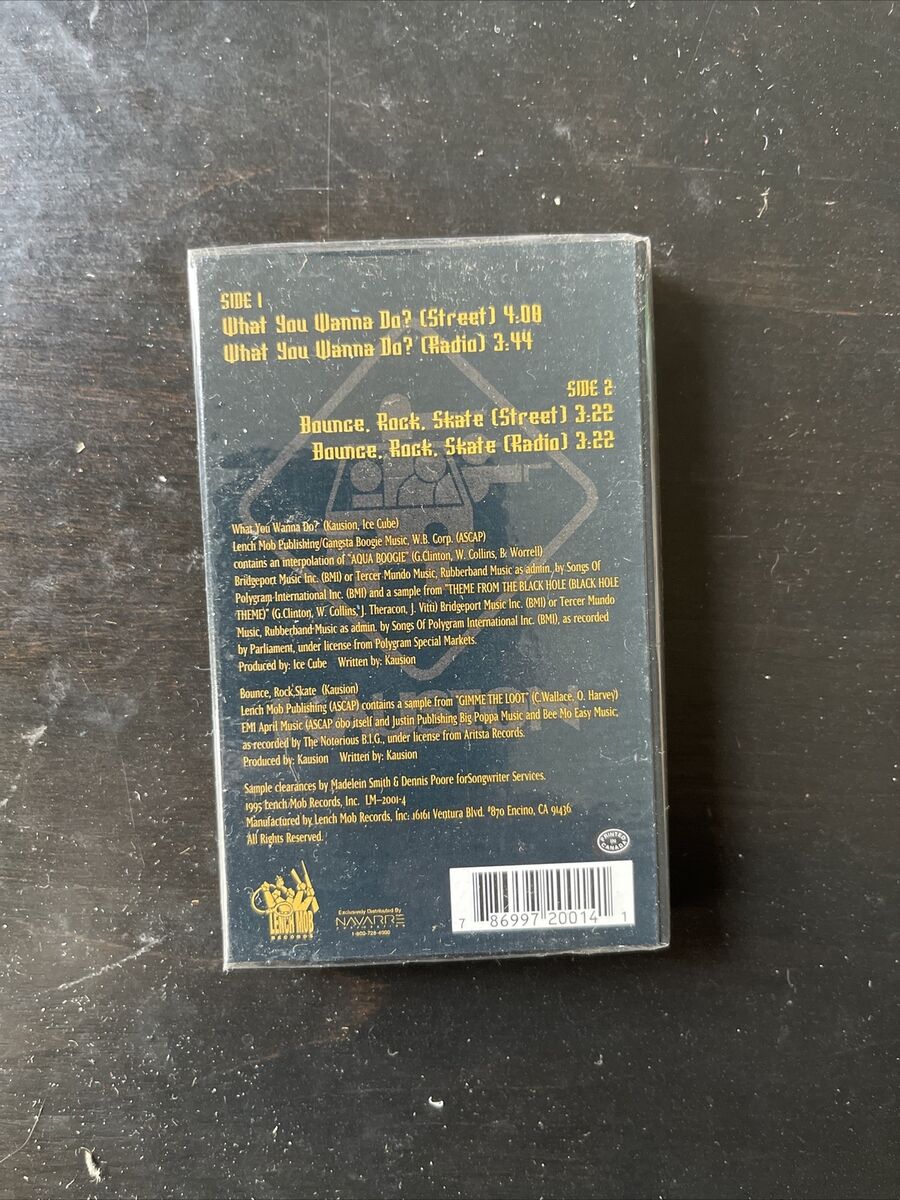 SIDE 1
What You Wanna Do? (Street) 4:08
What You Wanna Do? (Radio) 3:44
SIDE 2
Bounce, Rock, Skate (Street) 3:22
Bounce, Rock, Skate (Radio) 3:22
What You Wanna Do? (Kausion, Ice Cube)
Lench Mob Publishing/Gangsta Boogie Music, W.B. Corp. (ASCAP)
contains an interpolation of "AQUA BOOGIE" (G.Clinton, W. Collins, B. Worrell)
Bridgeport Music Inc. (BMI) or Tercer Mundo Music, Rubberband Music as admin. by Songs Of
Polygram International Inc. (BMI) and a sample from "THEME FROM THE BLACK HOLE (BLACK HOLE
THEME)" (G.Clinton, W. Collins, J. Theracon, J. Vitti) Bridgeport Music Inc. (BMI) or Tercer Mundo
Music, Rubberband Music as admin. by Songs Of Polygram International Inc. (BMI), as recorded
by Parliament, under license from Polygram Special Markets.
Produced by: Ice Cube Written by: Kausion
Bounce, Rock, Skate (Kausion)
Lench Mob Publishing (ASCAP) contains a sample from "GIMME THE LOOT" (C.Wallace, O. Harvey)
EMI April Music (ASCAP obo itself and Justin Publishing Big Poppa Music and Bee Mo Easy Music,
as recorded by The Notorious B.I.G., under license from Aritsta Records.
Produced by: Kausion Written by: Kausion
Sample clearances by Madelein Smith & Dennis Poore forSongwriter Services.
1995 Lench Mob Records, Inc. LM-2001-4
Manufactured by Lench Mob Records, Inc: 16161 Ventura Blvd. #870 Encino, CA 91436
All Rights Reserved.
PRINTED IN CANADA
LENCH MOB
RECORDS
Exclusively Distributed By
NAVARRE
CORPORATION
1-800-728-4000
7 86997 20014 1